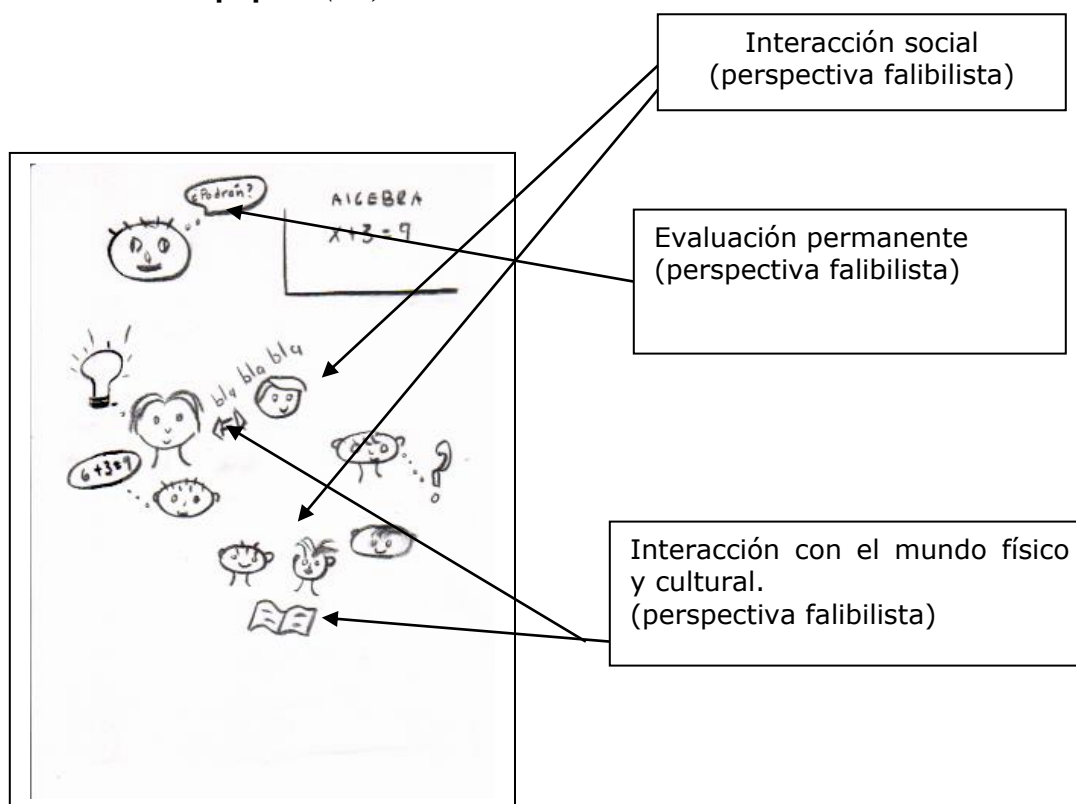 Interacción social
(perspectiva falibilista)
¿Podrán?
ALGEBRA
x+3=9
Evaluación permanente
(perspectiva falibilista)
bla bla bla
6+3=9
?
Interacción con el mundo físico
y cultural.
(perspectiva falibilista)